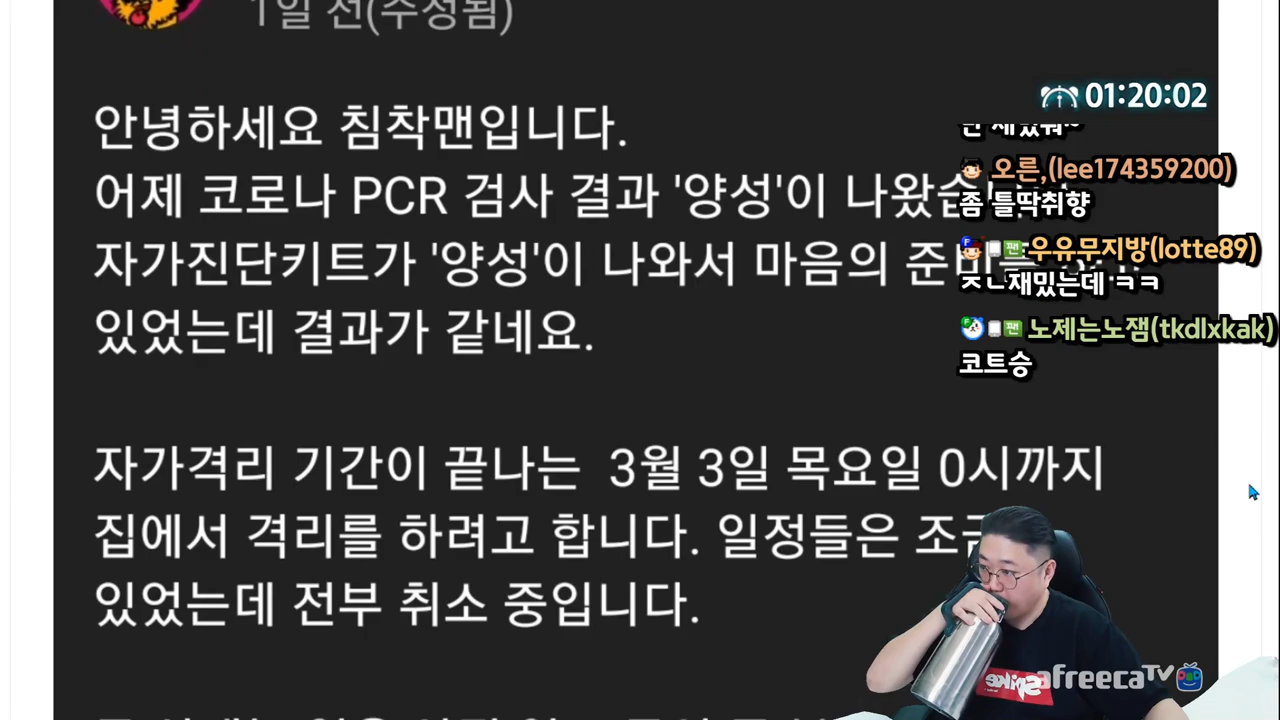 1일 전(수정됨)
안녕하세요 침착맨입니다.
어제 코로나 PCR 검사 결과 '양성'이 나왔습
자가진단키트가 '양성'이 나와서 마음의
있었는데 결과가 같네요.
자가격리 기간이 끝나는 3월 3일 목요일 0시까지
집에서 격리를 하려고 합니다. 일정들은
있었는데 전부 취소 중입니다.
01:20:02
오른,(lee174359200)
좀 틀딱취향
팬 우유무지방(lotte89)
ㅈㄴ재밌는데 ㅋㅋ
팬 노제는노잼(tkdlxkak)
코트승
Spike
afreecaTV